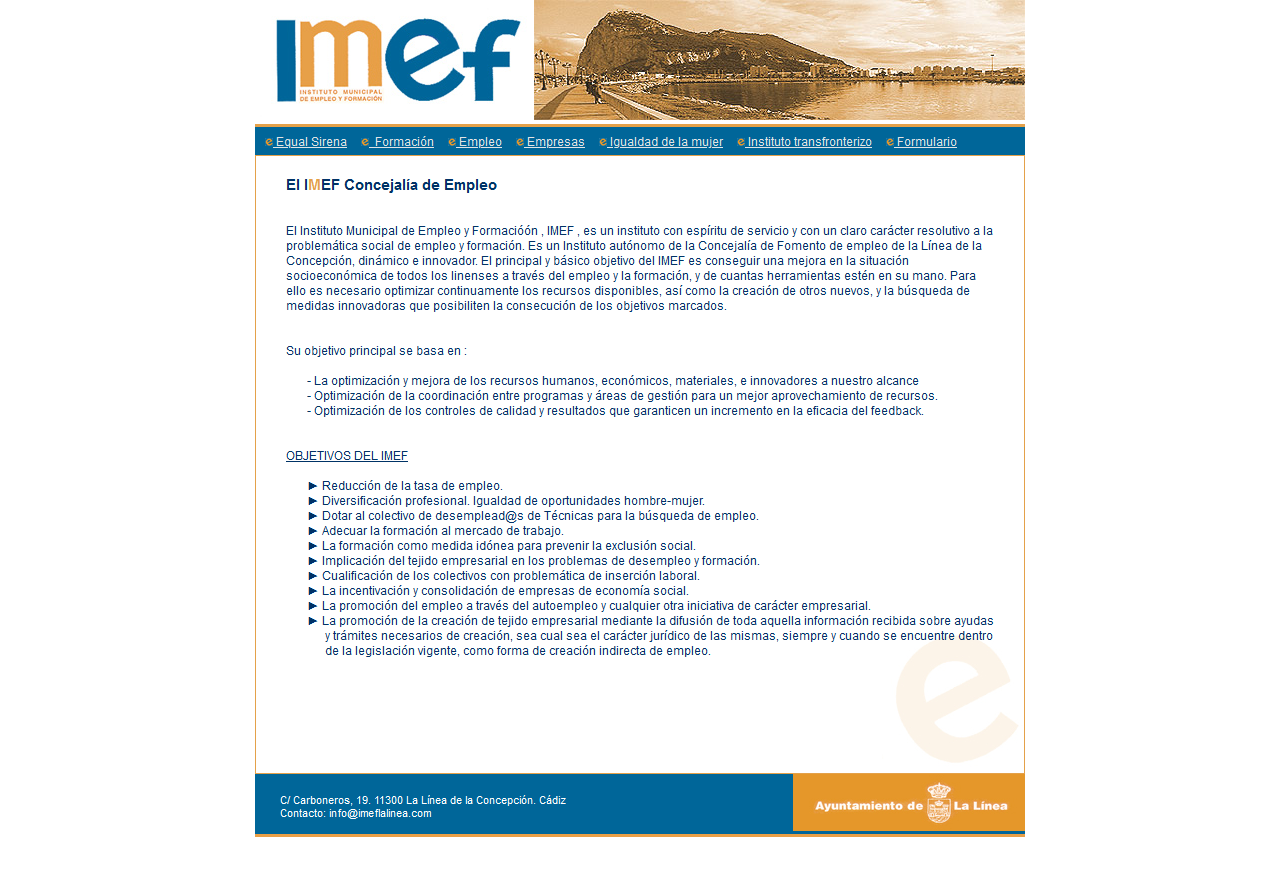 Imef
INSTITUTO MUNICIPAL
DE EMPLEO Y FORMACIÓN
e Equal Sirena e Formación e Empleo e Empresas e Igualdad de la mujer e Instituto transfronterizo e Formulario
El IMEF Concejalía de Empleo
El Instituto Municipal de Empleo y Formacióón , IMEF , es un instituto con espíritu de servicio y con un claro carácter resolutivo a la
problemática social de empleo y formación. Es un Instituto autónomo de la Concejalía de Fomento de empleo de la Línea de la
Concepción, dinámico e innovador. El principal y básico objetivo del IMEF es conseguir una mejora en la situación
socioeconómica de todos los linenses a través del empleo y la formación, y de cuantas herramientas estén en su mano. Para
ello es necesario optimizar continuamente los recursos disponibles, así como la creación de otros nuevos, y la búsqueda de
medidas innovadoras que posibiliten la consecución de los objetivos marcados.
Su objetivo principal se basa en :
- La optimización y mejora de los recursos humanos, económicos, materiales, e innovadores a nuestro alcance
- Optimización de la coordinación entre programas y áreas de gestión para un mejor aprovechamiento de recursos.
- Optimización de los controles de calidad y resultados que garanticen un incremento en la eficacia del feedback.
OBJETIVOS DEL IMEF
► Reducción de la tasa de empleo.
► Diversificación profesional. Igualdad de oportunidades hombre-mujer.
► Dotar al colectivo de desemplead@s de Técnicas para la búsqueda de empleo.
► Adecuar la formación al mercado de trabajo.
► La formación como medida idónea para prevenir la exclusión social.
► Implicación del tejido empresarial en los problemas de desempleo y formación.
► Cualificación de los colectivos con problemática de inserción laboral.
► La incentivación y consolidación de empresas de economía social.
► La promoción del empleo a través del autoempleo y cualquier otra iniciativa de carácter empresarial.
► La promoción de la creación de tejido empresarial mediante la difusión de toda aquella información recibida sobre ayudas
y trámites necesarios de creación, sea cual sea el carácter jurídico de las mismas, siempre y cuando se encuentre dentro
de la legislación vigente, como forma de creación indirecta de empleo.
e
C/ Carboneros, 19. 11300 La Línea de la Concepción. Cádiz
Contacto: info@imeflalinea.com
Ayuntamiento de La Línea